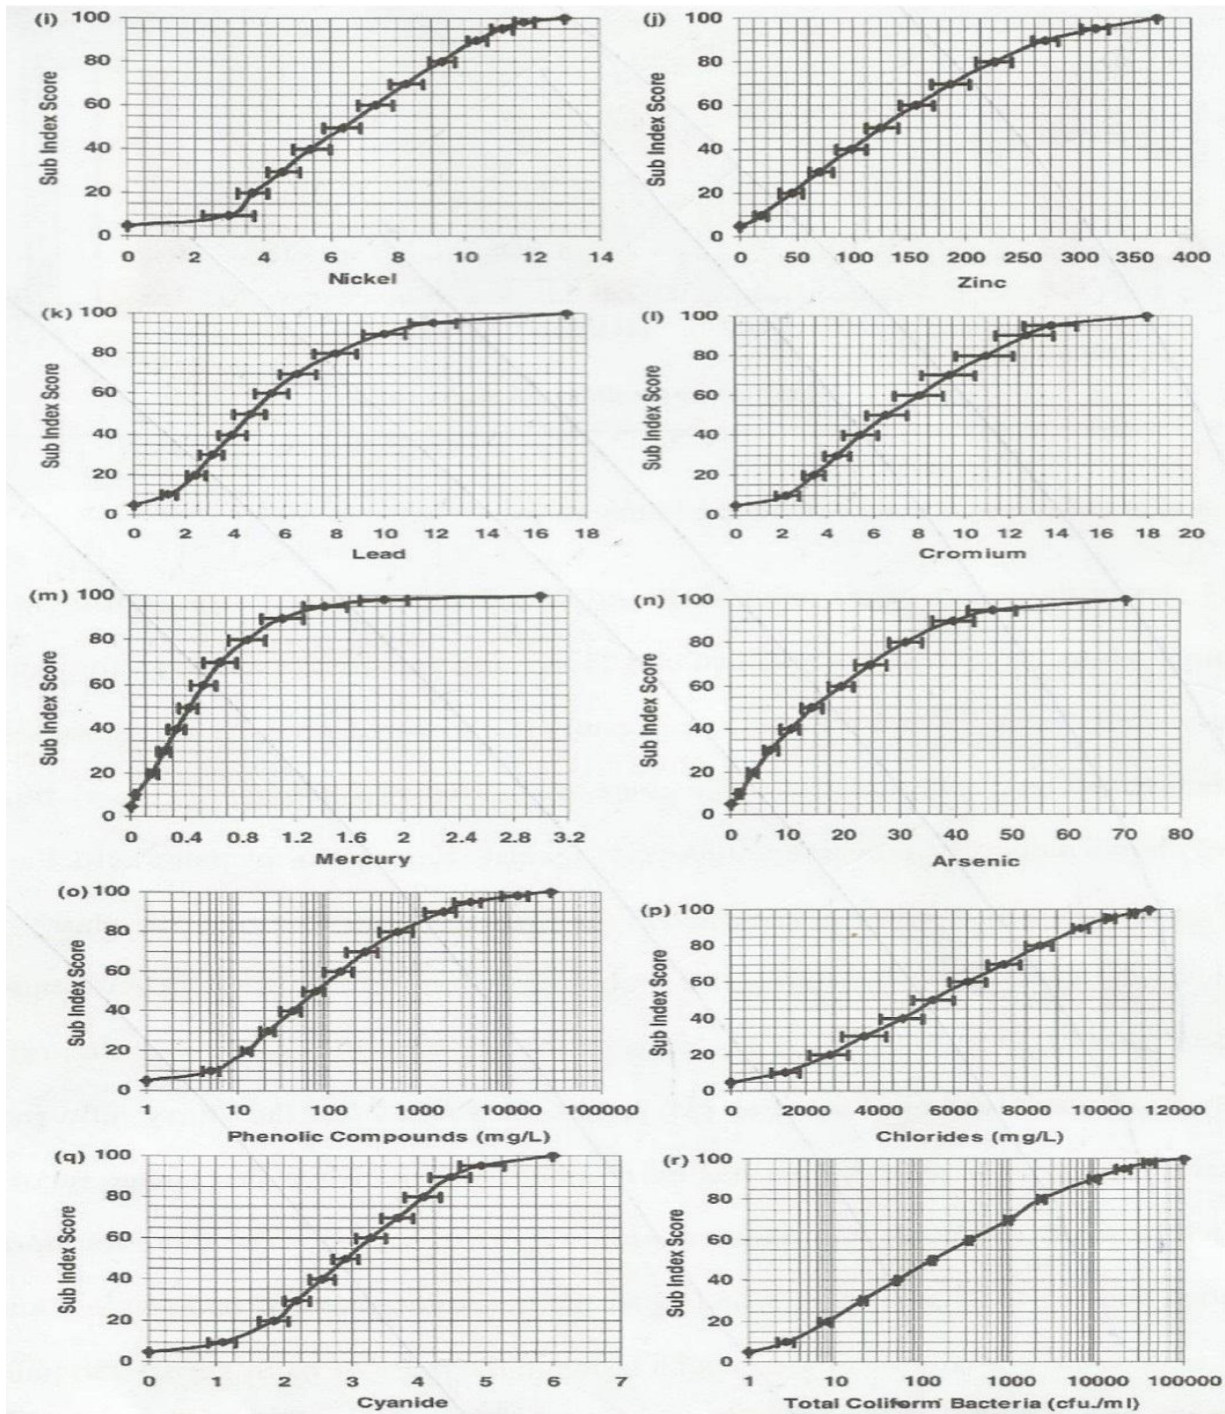 (i) 100
80
60
40
20
0
Sub Index Score
0 2 4 6 8 10 12 14
Nickel
(j) 100
80
60
40
20
0
Sub Index Score
0 50 100 150 200 250 300 350 400
Zinc
(k) 100
80
60
40
20
0
Sub Index Score
0 2 4 6 8 10 12 14 16 18
Lead
(l) 100
80
60
40
20
0
Sub Index Score
0 2 4 6 8 10 12 14 16 18 20
Cromium
(m) 100
80
60
40
20
0
Sub Index Score
0 0.4 0.8 1.2 1.6 2 2.4 2.8 3.2
Mercury
(n) 100
80
60
40
20
0
Sub Index Score
0 10 20 30 40 50 60 70 80
Arsenic
(o) 100
80
60
40
20
0
Sub Index Score
1 10 100 1000 10000 100000
Phenolic Compounds (mg/L)
(p) 100
80
60
40
20
0
Sub Index Score
0 2000 4000 6000 8000 10000 12000
Chlorides (mg/L)
(q) 100
80
60
40
20
0
Sub Index Score
0 1 2 3 4 5 6 7
Cyanide
(r) 100
80
60
40
20
0
Sub Index Score
1 10 100 1000 10000 100000
Total Coliform Bacteria (cfu./ml)